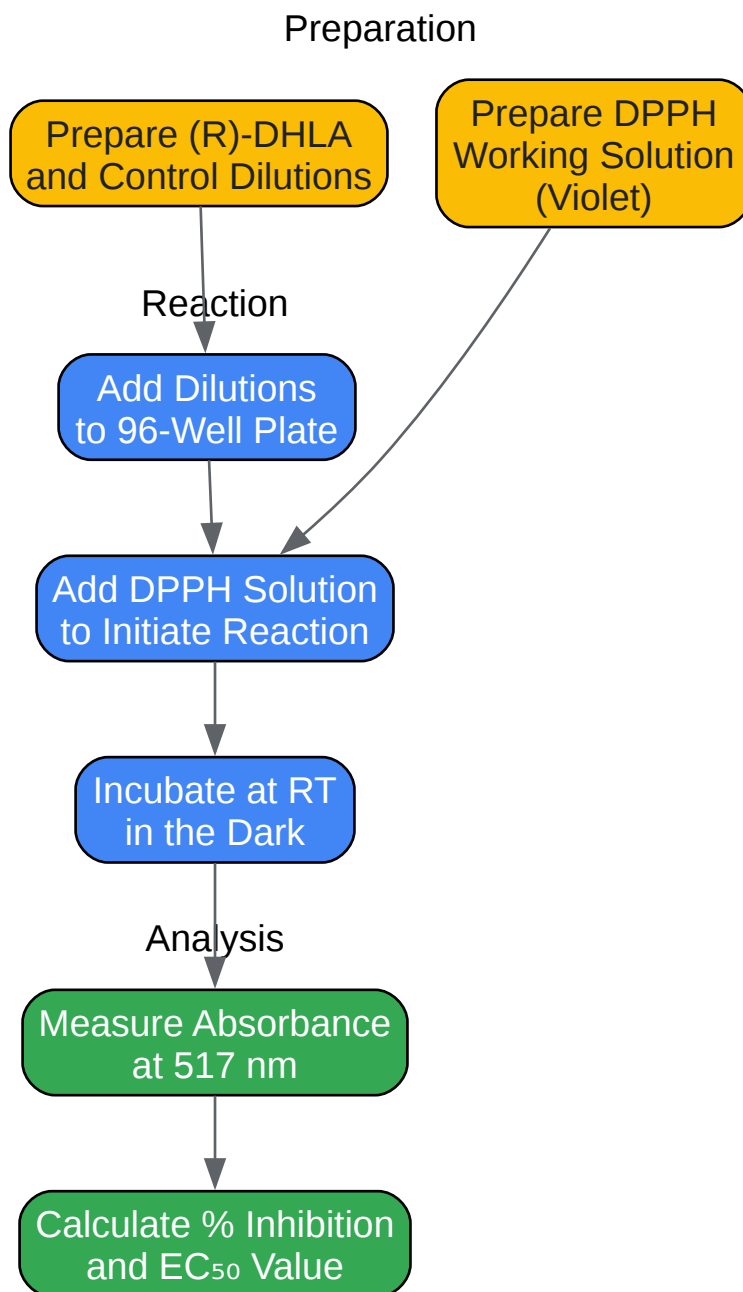 Preparation
Prepare (R)-DHLA
and Control Dilutions
Prepare DPPH
Working Solution
(Violet)
Reaction
Add Dilutions
to 96-Well Plate
Add DPPH Solution
to Initiate Reaction
Incubate at RT
in the Dark
Analysis
Measure Absorbance
at 517 nm
Calculate % Inhibition
and EC₅₀ Value